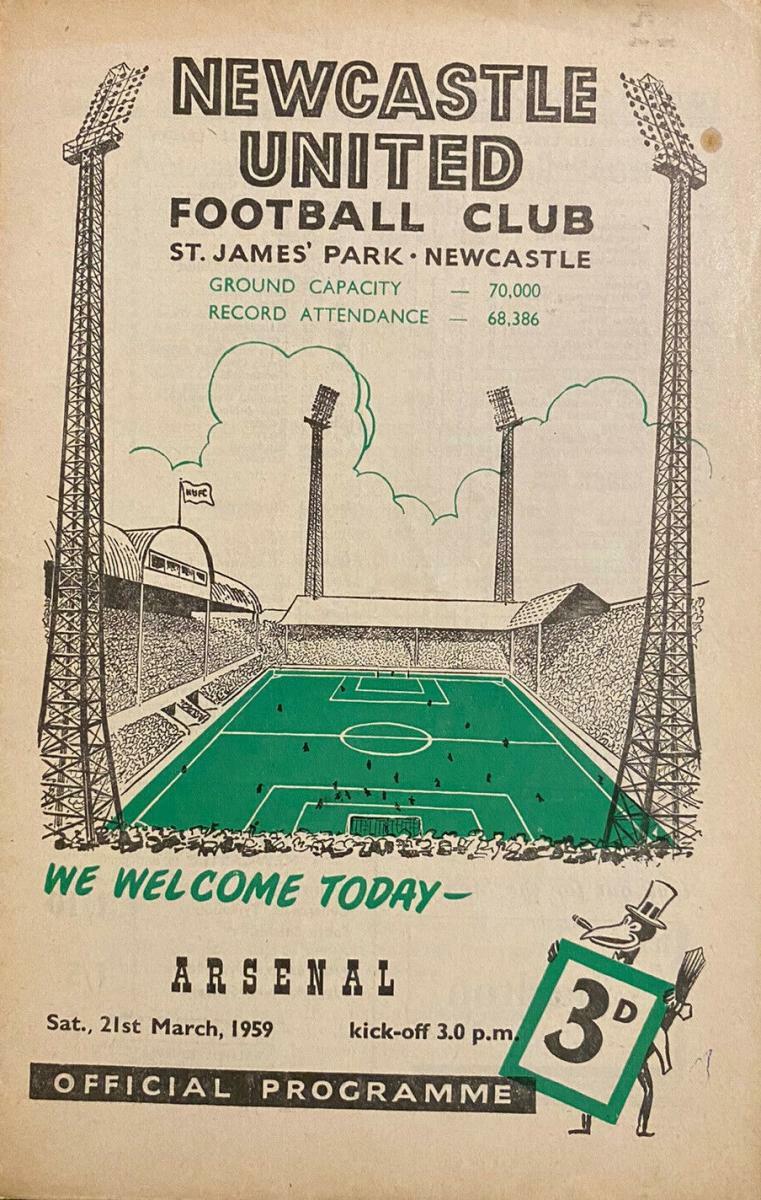 NEWCASTLE
UNITED
FOOTBALL CLUB
ST. JAMES' PARK · NEWCASTLE
GROUND CAPACITY — 70,000
RECORD ATTENDANCE — 68,386
NUFC
WE WELCOME TODAY—
ARSENAL
Sat., 21st March, 1959 kick-off 3.0 p.m.
3D
OFFICIAL PROGRAMME